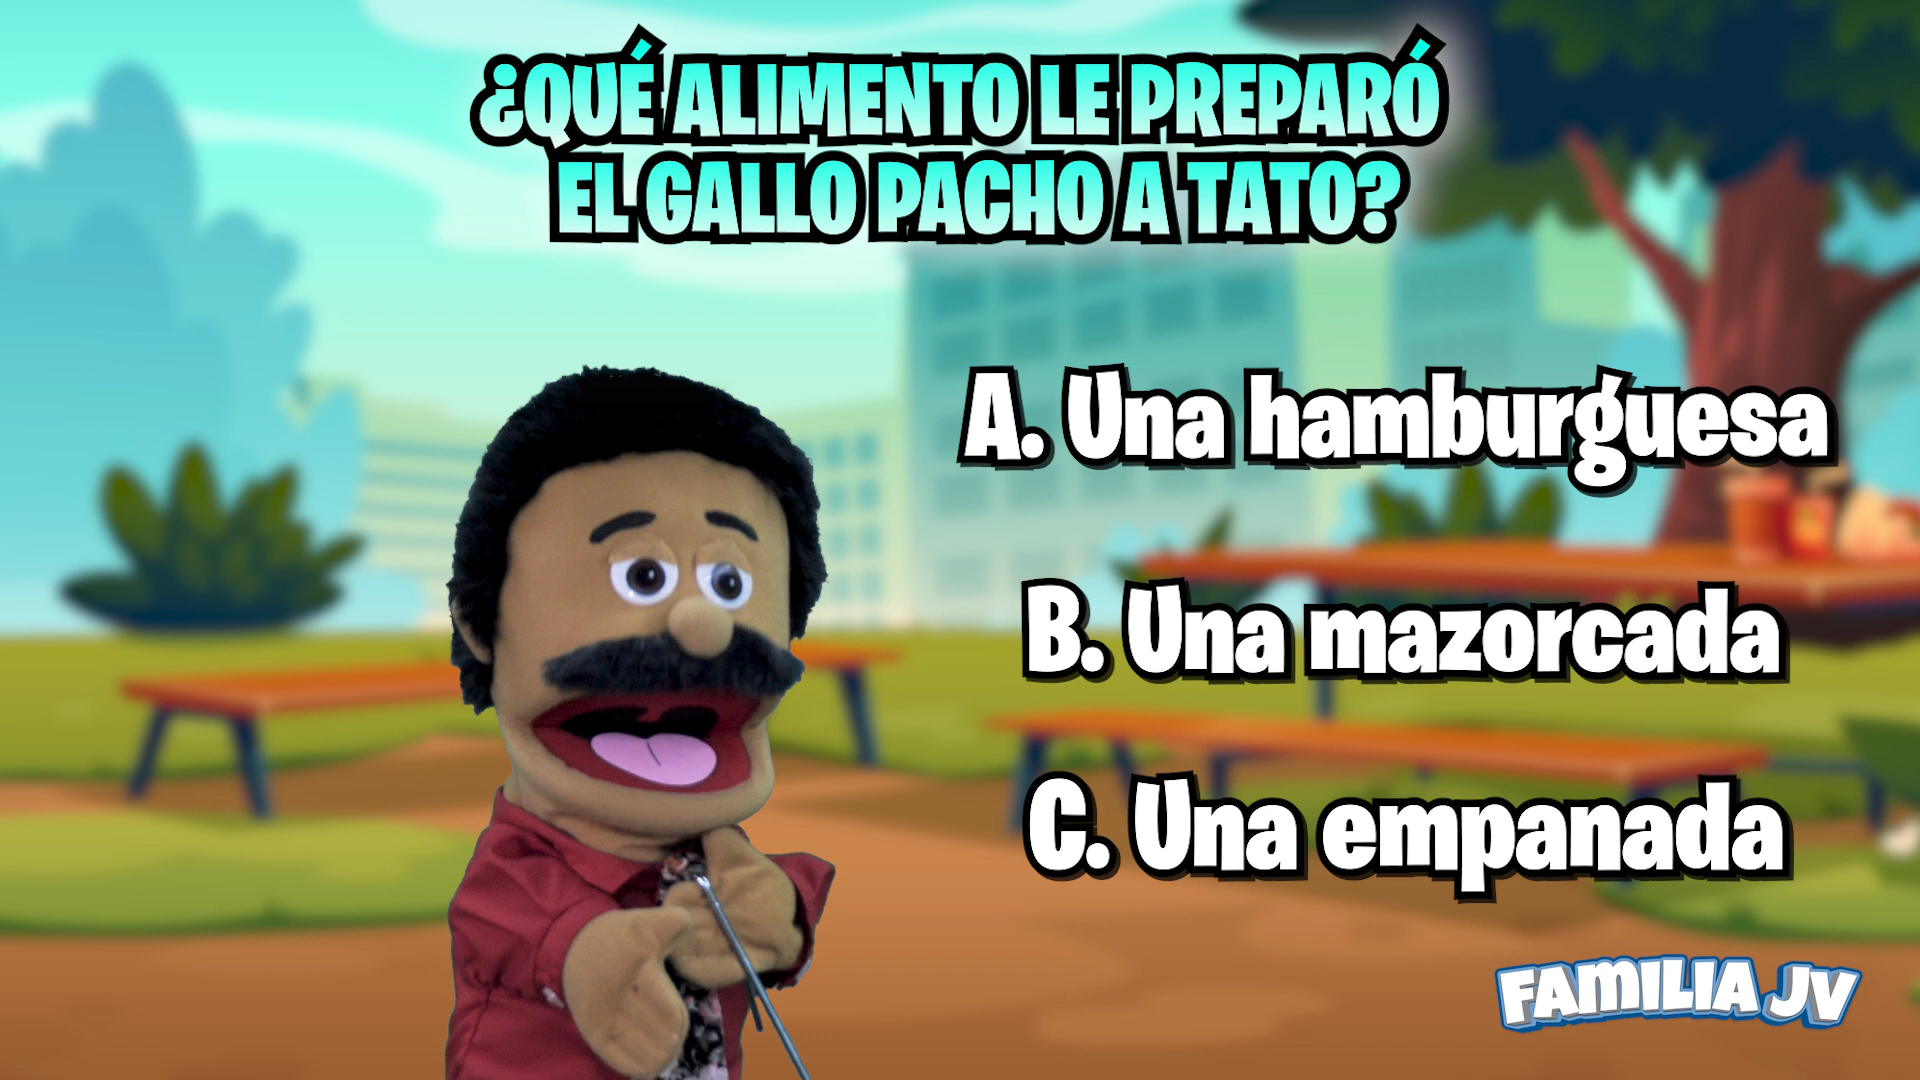 ¿QUÉ ALIMENTO LE PREPARÓ
EL GALLO PACHO A TATO?
A. Una hamburguesa
B. Una mazorcada
C. Una empanada
FAMILIA JV